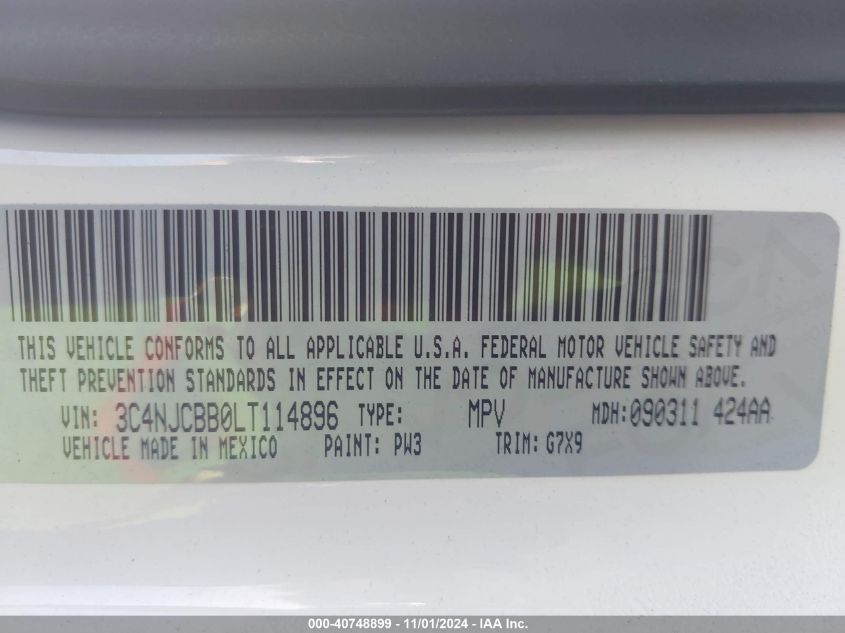 THIS VEHICLE CONFORMS TO ALL APPLICABLE U.S.A. FEDERAL MOTOR VEHICLE SAFETY AND
THEFT PREVENTION STANDARDS IN EFFECT ON THE DATE OF MANUFACTURE SHOWN ABOVE.
VIN: 3C4NJCBB0LT114896 TYPE: MPV MDH:090311 424AA
VEHICLE MADE IN MEXICO PAINT: PW3 TRIM: G7X9
000-40748899 - 11/01/2024 - IAA Inc.